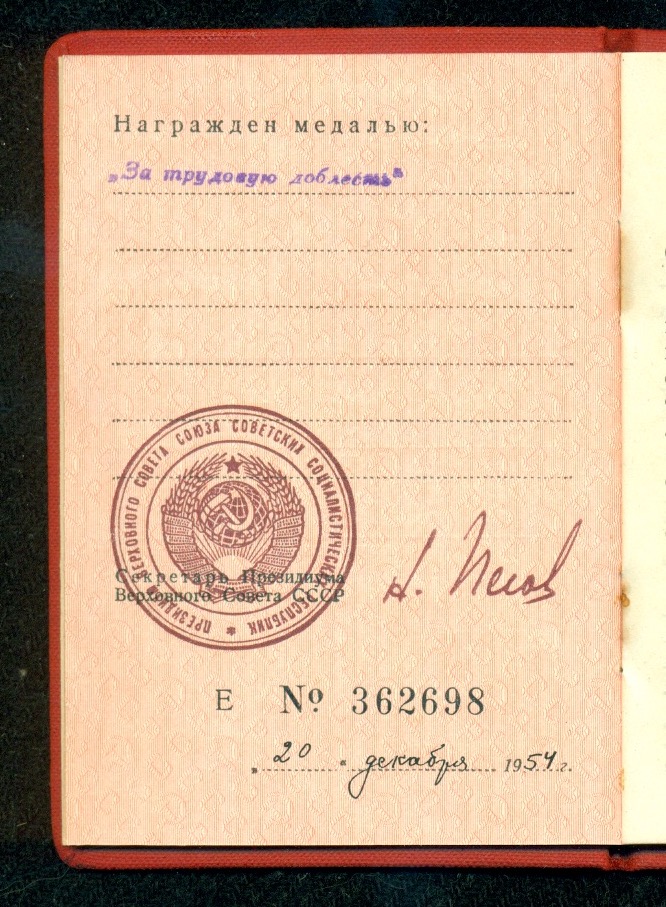 Награжден медалью:
„За трудовую доблесть"
ПРЕЗИДИУМ ВЕРХОВНОГО СОВЕТА СОЮЗА СОВЕТСКИХ СОЦИАЛИСТИЧЕСКИХ РЕСПУБЛИК
Секретарь Президиума
Верховного Совета СССР
Н. Пегов
Е № 362698
„20" декабря 1954 г.